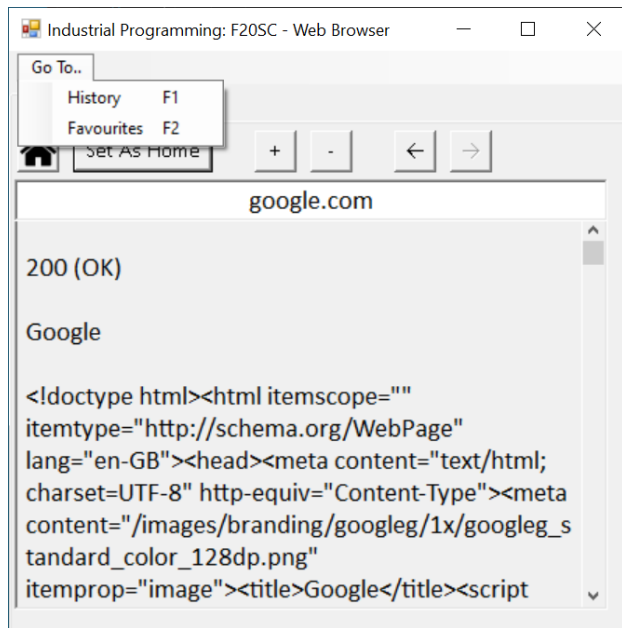 Industrial Programming: F20SC - Web Browser
Go To..
History F1
Favourites F2
Set As Home + -
google.com
200 (OK)
Google
<!doctype html><html itemscope=""
itemtype="http://schema.org/WebPage"
lang="en-GB"><head><meta content="text/html;
charset=UTF-8" http-equiv="Content-Type"><meta
content="/images/branding/googleg/1x/googleg_s
tandard_color_128dp.png"
itemprop="image"><title>Google</title><script